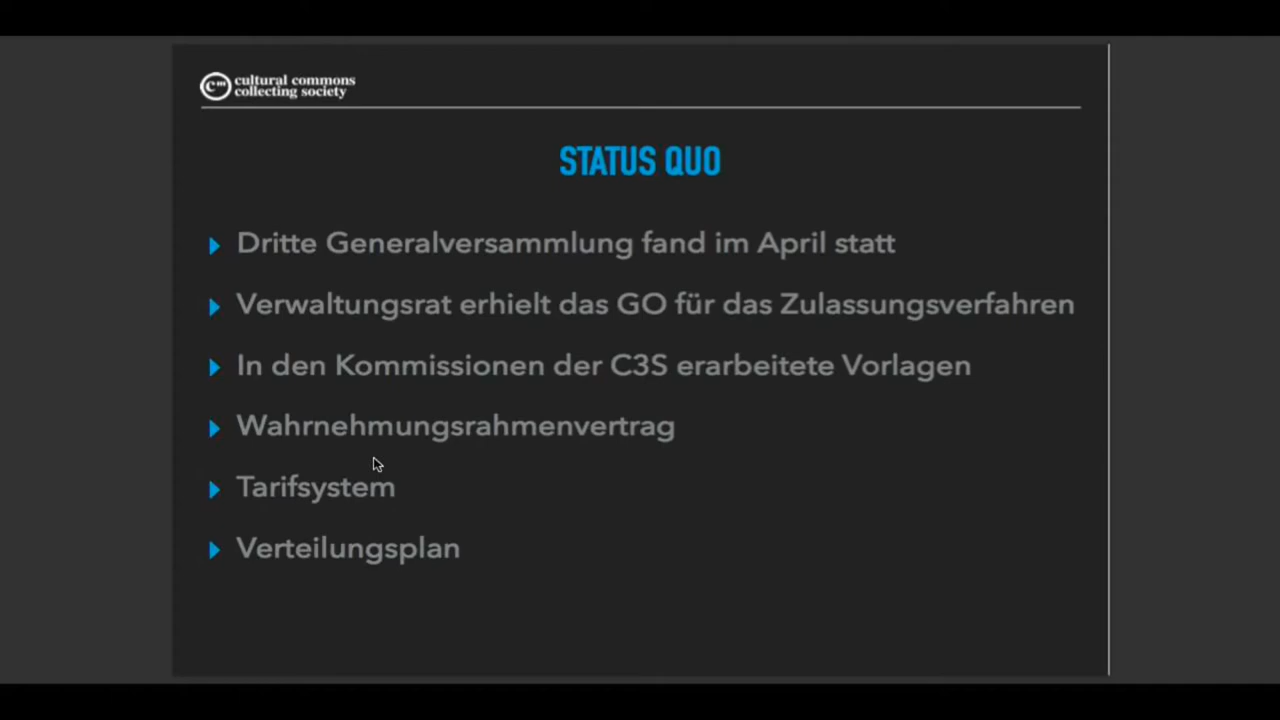 cultural commons
collecting society
STATUS QUO
Dritte Generalversammlung fand im April statt
Verwaltungsrat erhielt das GO für das Zulassungsverfahren
In den Kommissionen der C3S erarbeitete Vorlagen
Wahrnehmungsrahmenvertrag
Tarifsystem
Verteilungsplan